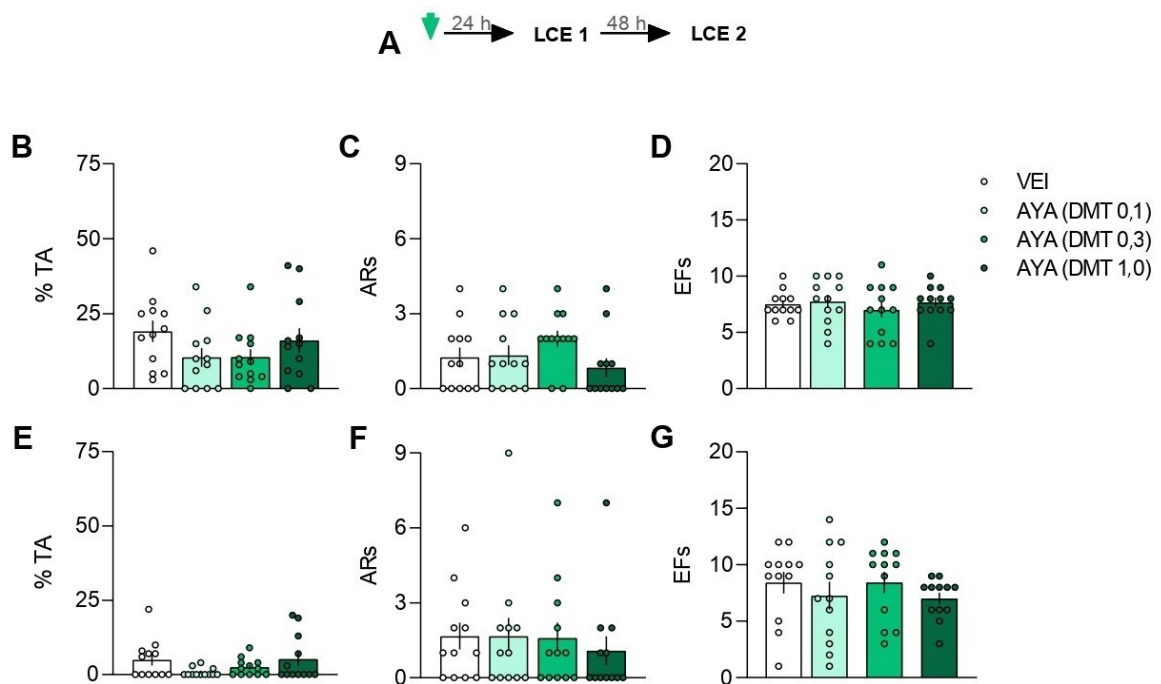 A 24 h LCE 1 48 h LCE 2
B
% TA
75
50
25
0
C
ARs
9
6
3
0
D
EFs
20
15
10
5
0
VEI
AYA (DMT 0,1)
AYA (DMT 0,3)
AYA (DMT 1,0)
E
% TA
75
50
25
0
F
ARs
9
6
3
0
G
EFs
20
15
10
5
0